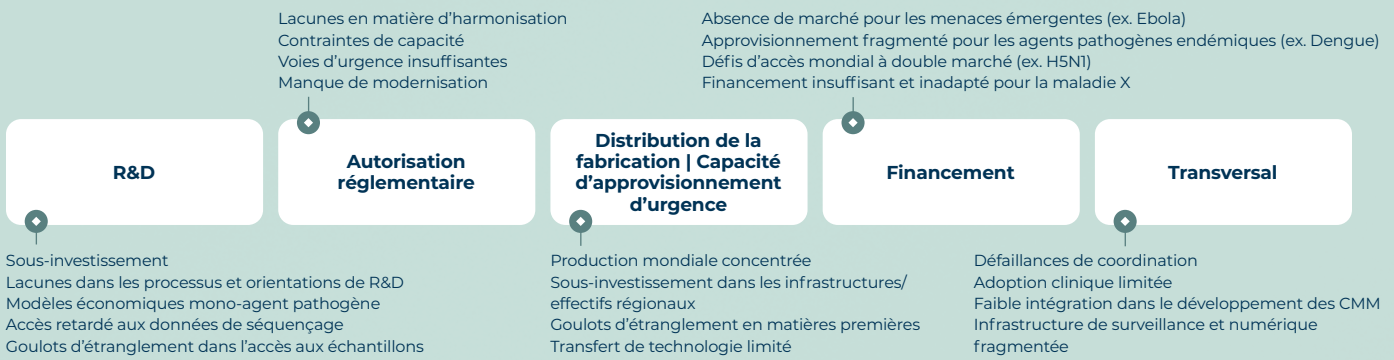 Lacunes en matière d’harmonisation
Contraintes de capacité
Voies d’urgence insuffisantes
Manque de modernisation
Absence de marché pour les menaces émergentes (ex. Ebola)
Approvisionnement fragmenté pour les agents pathogènes endémiques (ex. Dengue)
Défis d’accès mondial à double marché (ex. H5N1)
Financement insuffisant et inadapté pour la maladie X
R&D
Autorisation
réglementaire
Distribution de la
fabrication | Capacité
d’approvisionnement
d’urgence
Financement
Transversal
Sous-investissement
Lacunes dans les processus et orientations de R&D
Modèles économiques mono-agent pathogène
Accès retardé aux données de séquençage
Goulots d’étranglement dans l’accès aux échantillons
Production mondiale concentrée
Sous-investissement dans les infrastructures/
effectifs régionaux
Goulots d’étranglement en matières premières
Transfert de technologie limité
Défaillances de coordination
Adoption clinique limitée
Faible intégration dans le développement des CMM
Infrastructure de surveillance et numérique
fragmentée